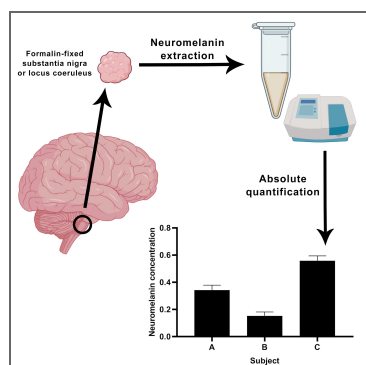 Formalin-fixed
substantia nigra
or locus coeruleus
Neuromelanin
extraction
Absolute
quantification
Neuromelanin concentration
0.8
0.6
0.4
0.2
0.0
A
B
C
Subject